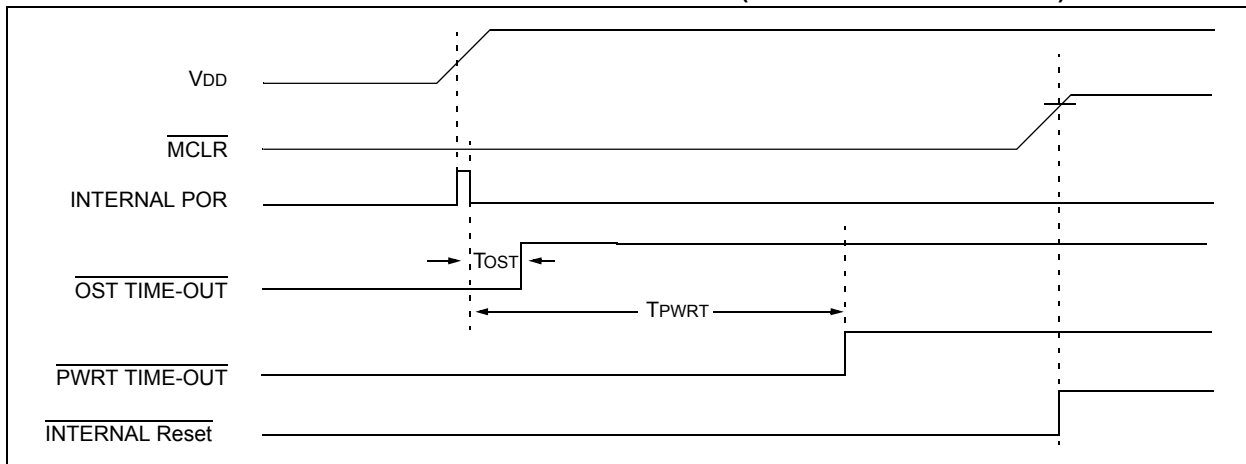 VDD
MCLR
INTERNAL POR
TOST
OST TIME-OUT
TPWRT
PWRT TIME-OUT
INTERNAL Reset